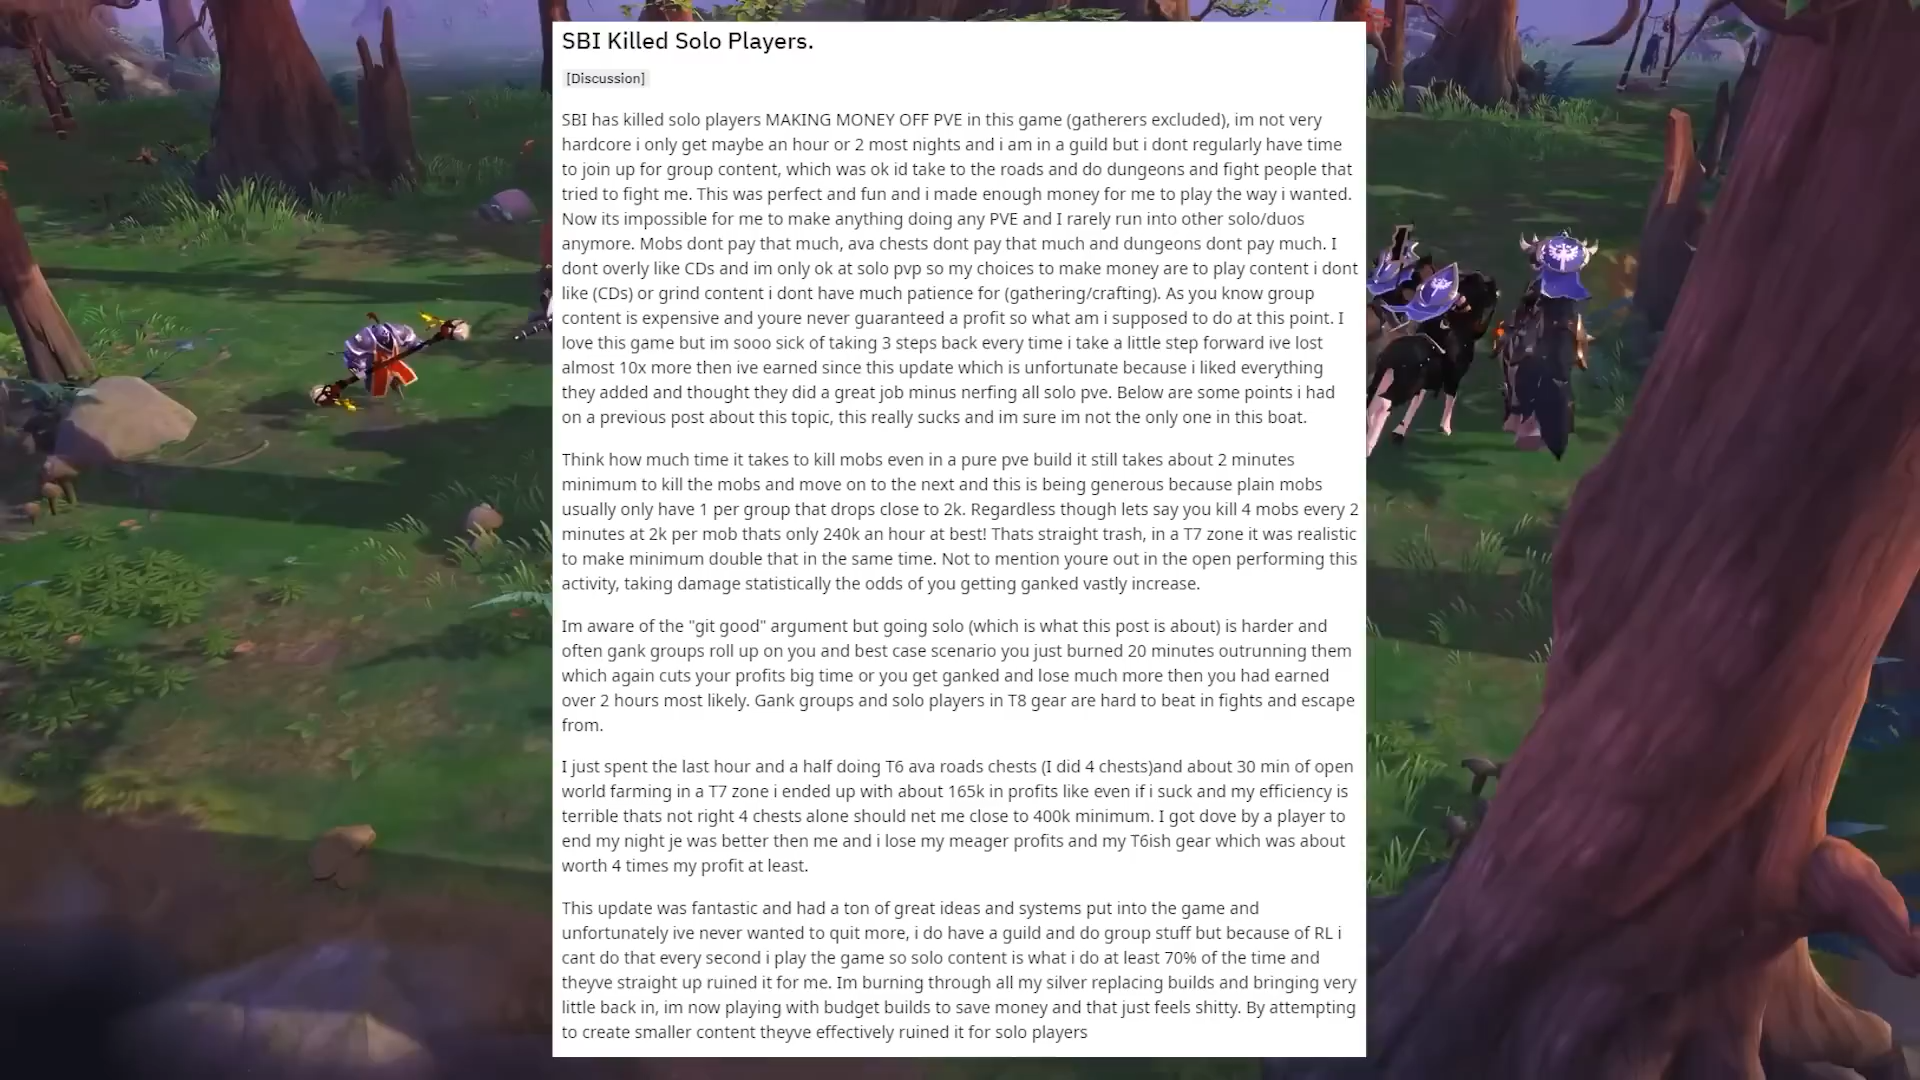 SBI Killed Solo Players.
[Discussion]
SBI has killed solo players MAKING MONEY OFF PVE in this game (gatherers excluded), im not very
hardcore i only get maybe an hour or 2 most nights and i am in a guild but i dont regularly have time
to join up for group content, which was ok id take to the roads and do dungeons and fight people that
tried to fight me. This was perfect and fun and i made enough money for me to play the way i wanted.
Now its impossible for me to make anything doing any PVE and I rarely run into other solo/duos
anymore. Mobs dont pay that much, ava chests dont pay that much and dungeons dont pay much. I
dont overly like CDs and im only ok at solo pvp so my choices to make money are to play content i dont
like (CDs) or grind content i dont have much patience for (gathering/crafting). As you know group
content is expensive and youre never guaranteed a profit so what am i supposed to do at this point. I
love this game but im sooo sick of taking 3 steps back every time i take a little step forward ive lost
almost 10x more then ive earned since this update which is unfortunate because i liked everything
they added and thought they did a great job minus nerfing all solo pve. Below are some points i had
on a previous post about this topic, this really sucks and im sure im not the only one in this boat.
Think how much time it takes to kill mobs even in a pure pve build it still takes about 2 minutes
minimum to kill the mobs and move on to the next and this is being generous because plain mobs
usually only have 1 per group that drops close to 2k. Regardless though lets say you kill 4 mobs every 2
minutes at 2k per mob thats only 240k an hour at best! Thats straight trash, in a T7 zone it was realistic
to make minimum double that in the same time. Not to mention youre out in the open performing this
activity, taking damage statistically the odds of you getting ganked vastly increase.
Im aware of the "git good" argument but going solo (which is what this post is about) is harder and
often gank groups roll up on you and best case scenario you just burned 20 minutes outrunning them
which again cuts your profits big time or you get ganked and lose much more then you had earned
over 2 hours most likely. Gank groups and solo players in T8 gear are hard to beat in fights and escape
from.
I just spent the last hour and a half doing T6 ava roads chests (I did 4 chests)and about 30 min of open
world farming in a T7 zone i ended up with about 165k in profits like even if i suck and my efficiency is
terrible thats not right 4 chests alone should net me close to 400k minimum. I got dove by a player to
end my night je was better then me and i lose my meager profits and my T6ish gear which was about
worth 4 times my profit at least.
This update was fantastic and had a ton of great ideas and systems put into the game and
unfortunately ive never wanted to quit more, i do have a guild and do group stuff but because of RL i
cant do that every second i play the game so solo content is what i do at least 70% of the time and
theyve straight up ruined it for me. Im burning through all my silver replacing builds and bringing very
little back in, im now playing with budget builds to save money and that just feels shitty. By attempting
to create smaller content theyve effectively ruined it for solo players